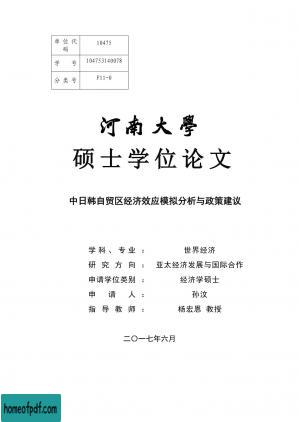 单位代码 10475
学号 104753140078
分类号 F11-0
河南大學
硕士学位论文
中日韩自贸区经济效应模拟分析与政策建议
学科、专业：世界经济
研究方向：亚太经济发展与国际合作
申请学位类别：经济学硕士
申请人：孙汶
指导教师：杨宏恩 教授
二〇一七年六月
homeofpdf.com